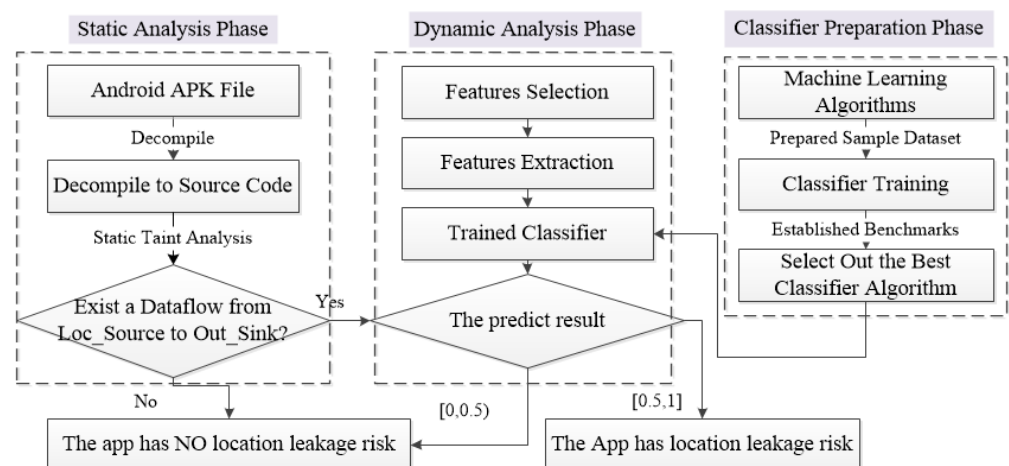 Static Analysis Phase
Android APK File
Decompile
Decompile to Source Code
Static Taint Analysis
Exist a Dataflow from
Loc_Source to Out_Sink?
Yes
No
Dynamic Analysis Phase
Features Selection
Features Extraction
Trained Classifier
The predict result
[0,0.5)
[0.5,1]
Classifier Preparation Phase
Machine Learning
Algorithms
Prepared Sample Dataset
Classifier Training
Established Benchmarks
Select Out the Best
Classifier Algorithm
The app has NO location leakage risk
The App has location leakage risk